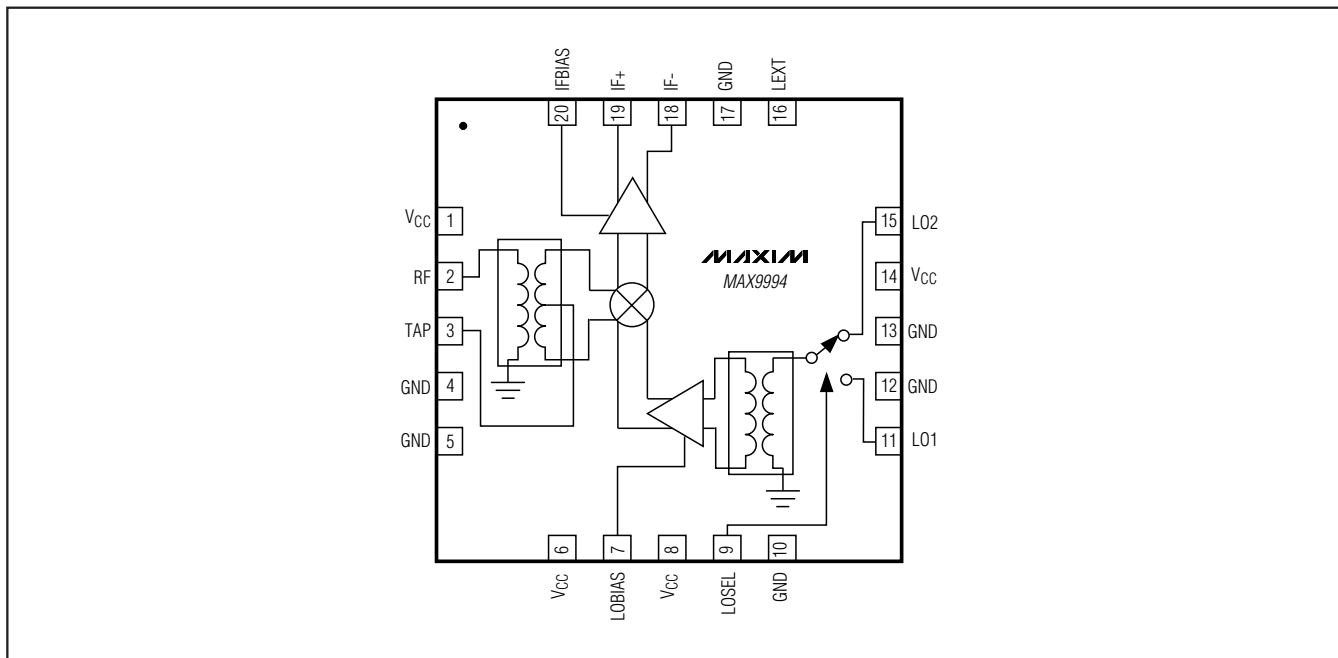 IFBIAS
IF+
IF-
GND
LEXT
20
19
18
17
16
VCC 1
RF 2
TAP 3
GND 4
GND 5
MAXIM
MAX9994
15 LO2
14 VCC
13 GND
12 GND
11 LO1
6
7
8
9
10
VCC
LOBIAS
VCC
LOSEL
GND